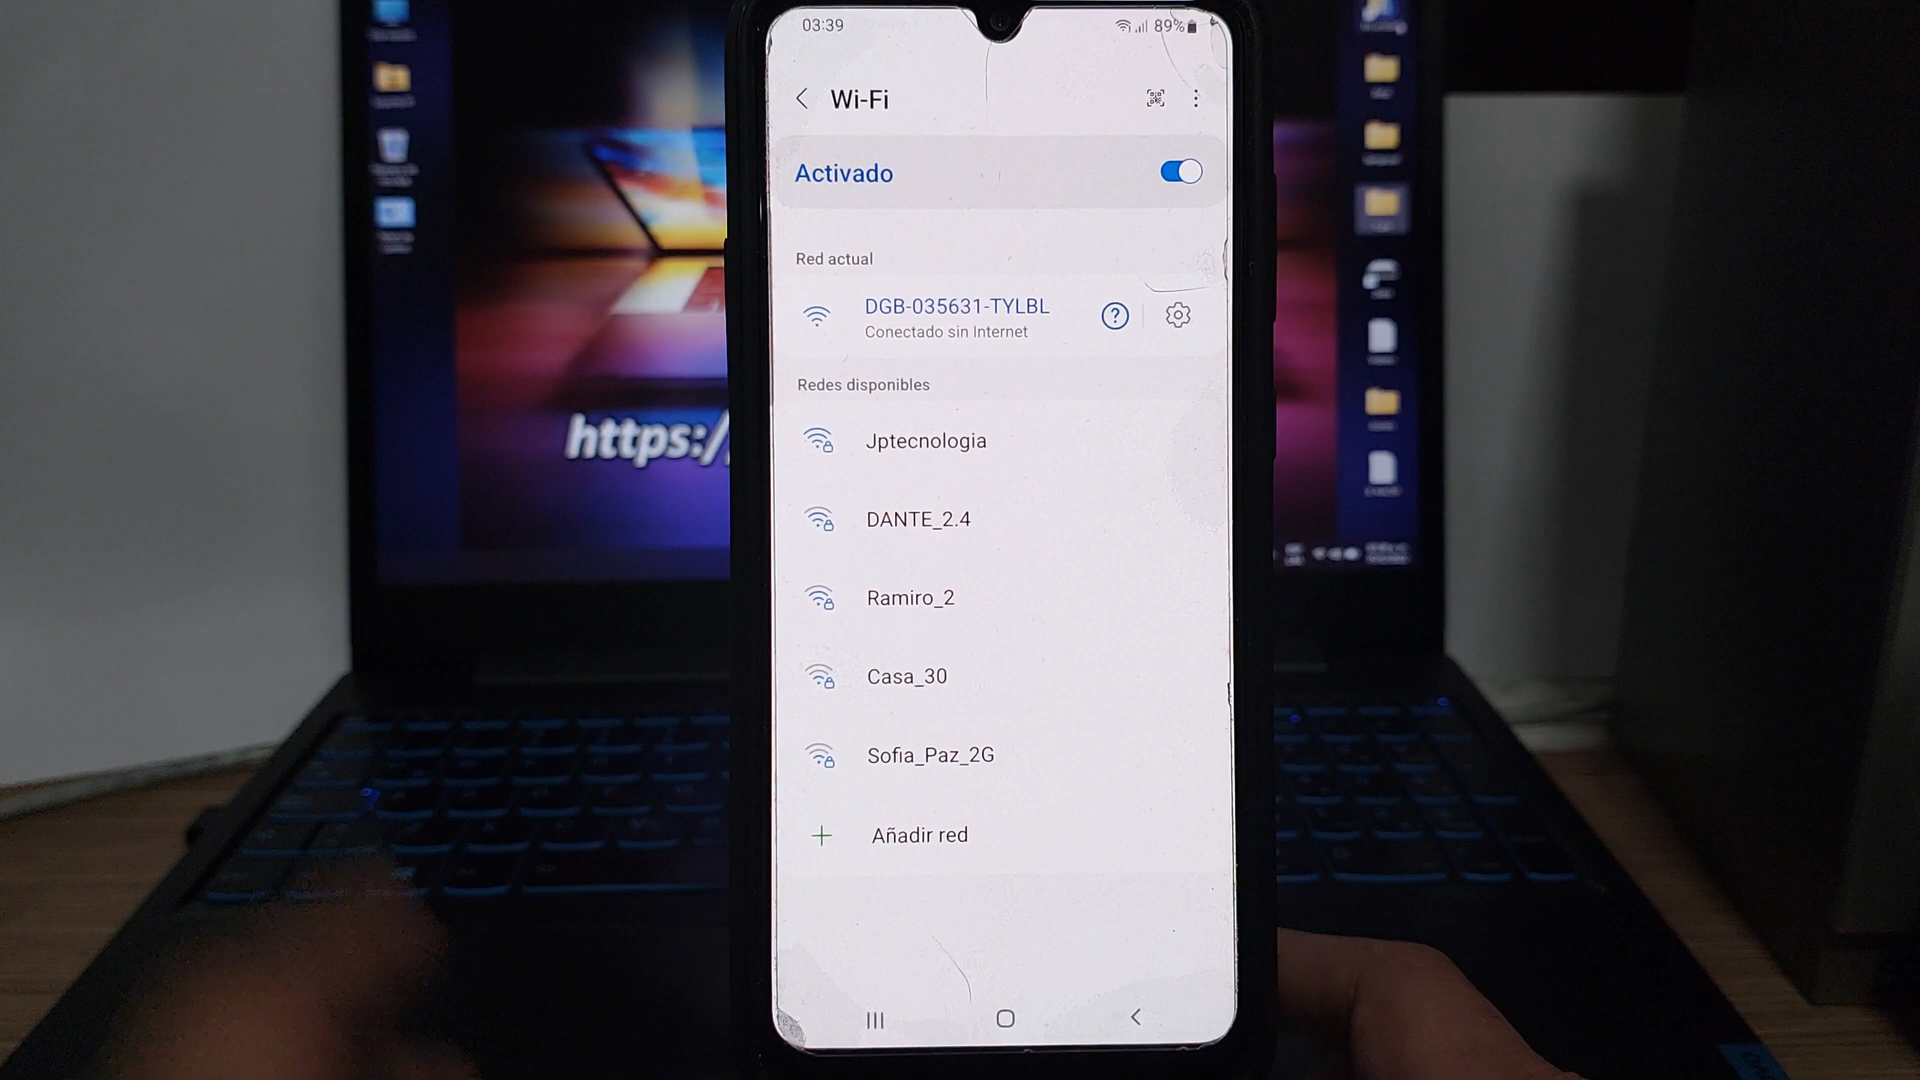 03:39
89%
Wi-Fi
Activado
Red actual
DGB-035631-TYLBL
Conectado sin Internet
Redes disponibles
Jptecnologia
DANTE_2.4
Ramiro_2
Casa_30
Sofia_Paz_2G
Añadir red
https:/